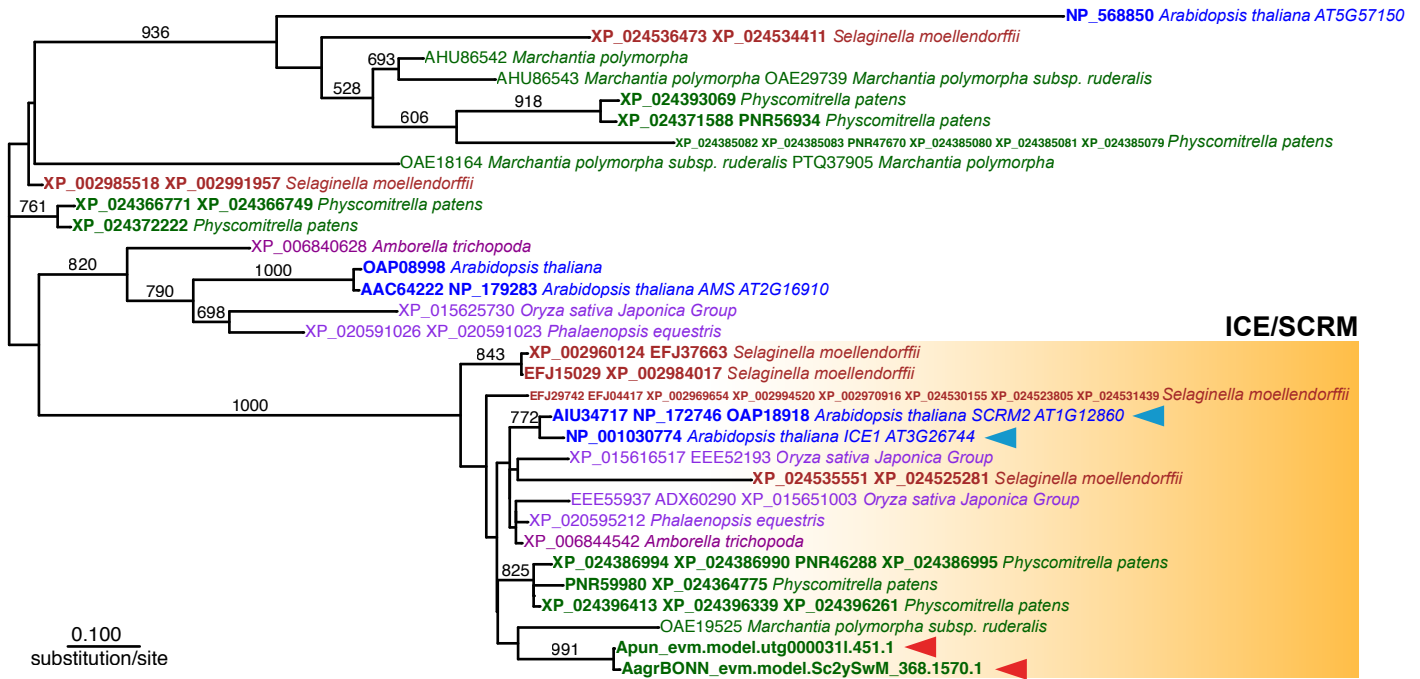 NP_568850 Arabidopsis thaliana AT5G57150
936
XP_024536473 XP_024534411 Selaginella moellendorffii
693 AHU86542 Marchantia polymorpha
AHU86543 Marchantia polymorpha OAE29739 Marchantia polymorpha subsp. ruderalis
528
918 XP_024393069 Physcomitrella patens
606 XP_024371588 PNR56934 Physcomitrella patens
XP_024385082 XP_024385083 PNR47670 XP_024385080 XP_024385081 XP_024385079 Physcomitrella patens
OAE18164 Marchantia polymorpha subsp. ruderalis PTQ37905 Marchantia polymorpha
XP_002985518 XP_002991957 Selaginella moellendorffii
761 XP_024366771 XP_024366749 Physcomitrella patens
XP_024372222 Physcomitrella patens
XP_006840628 Amborella trichopoda
820
1000 OAP08998 Arabidopsis thaliana
790 AAC64222 NP_179283 Arabidopsis thaliana AMS AT2G16910
698 XP_015625730 Oryza sativa Japonica Group
XP_020591026 XP_020591023 Phalaenopsis equestris
ICE/SCRM
843 XP_002960124 EFJ37663 Selaginella moellendorffii
EFJ15029 XP_002984017 Selaginella moellendorffii
EFJ29742 EFJ04417 XP_002969654 XP_002994520 XP_002970916 XP_024530155 XP_024523805 XP_024531439 Selaginella moellendorffii
1000
772 AIU34717 NP_172746 OAP18918 Arabidopsis thaliana SCRM2 AT1G12860
NP_001030774 Arabidopsis thaliana ICE1 AT3G26744
XP_015616517 EEE52193 Oryza sativa Japonica Group
XP_024535551 XP_024525281 Selaginella moellendorffii
EEE55937 ADX60290 XP_015651003 Oryza sativa Japonica Group
XP_020595212 Phalaenopsis equestris
XP_006844542 Amborella trichopoda
XP_024386994 XP_024386990 PNR46288 XP_024386995 Physcomitrella patens
825
PNR59980 XP_024364775 Physcomitrella patens
XP_024396413 XP_024396339 XP_024396261 Physcomitrella patens
OAE19525 Marchantia polymorpha subsp. ruderalis
991 Apun_evm.model.utg000031l.451.1
AagrBONN_evm.model.Sc2ySwM_368.1570.1
0.100
substitution/site